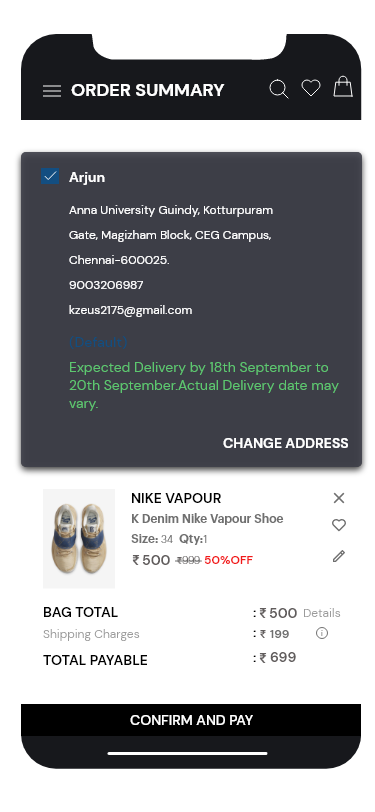 ORDER SUMMARY
Arjun
Anna University Guindy, Kotturpuram
Gate, Magizham Block, CEG Campus,
Chennai-600025.
9003206987
kzeus2175@gmail.com
Expected Delivery by 18th September to
20th September.Actual Delivery date may
vary.
CHANGE ADDRESS
NIKE VAPOUR
K Denim Nike Vapour Shoe
Size: 34 Qty:1
₹ 500 ₹999 50%OFF
BAG TOTAL : ₹ 500 Details
Shipping Charges : ₹ 199
TOTAL PAYABLE : ₹ 699
CONFIRM AND PAY